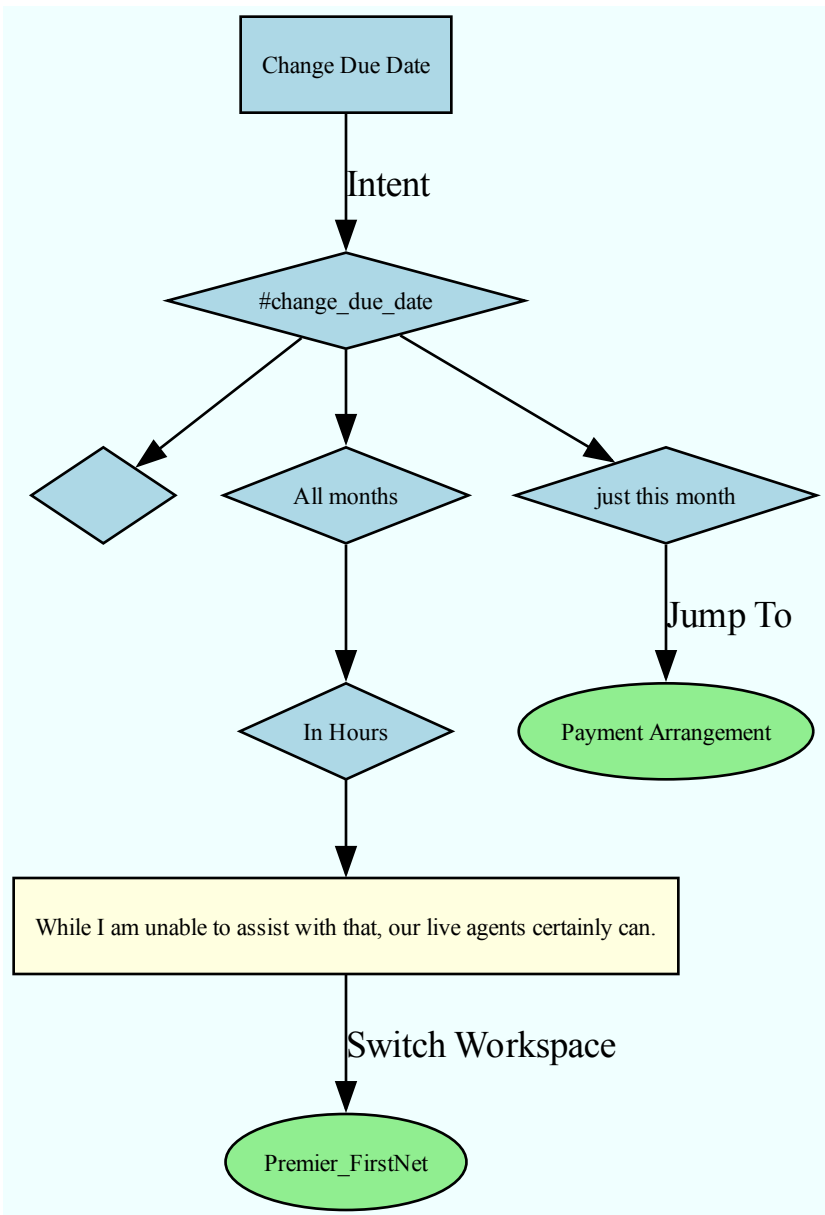 Change Due Date
Intent
#change_due_date
All months
just this month
Jump To
In Hours
Payment Arrangement
While I am unable to assist with that, our live agents certainly can.
Switch Workspace
Premier_FirstNet